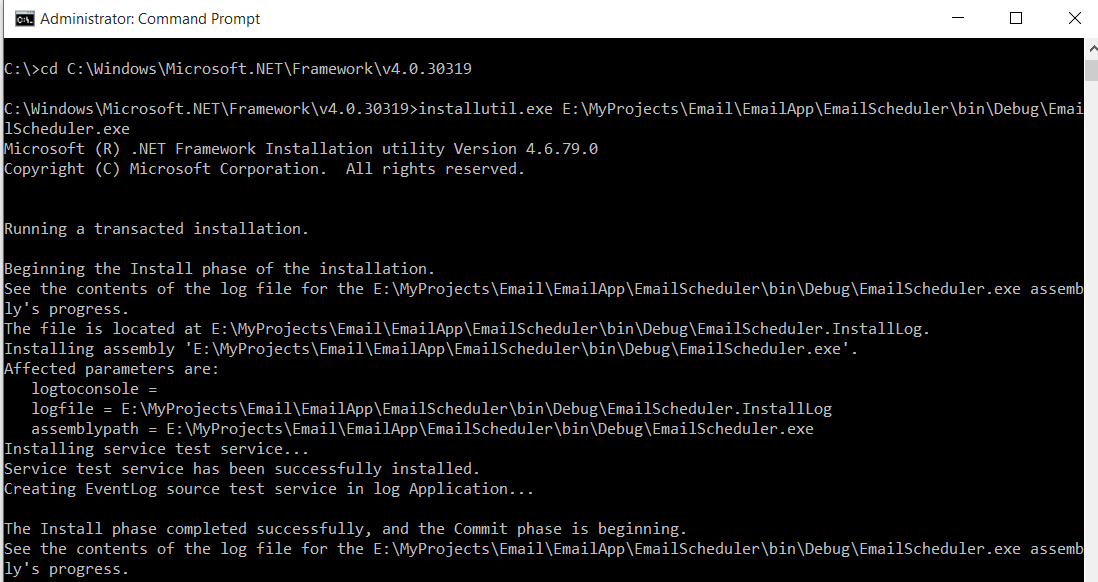 Administrator: Command Prompt
C:\>cd C:\Windows\Microsoft.NET\Framework\v4.0.30319
C:\Windows\Microsoft.NET\Framework\v4.0.30319>installutil.exe E:\MyProjects\Email\EmailApp\EmailScheduler\bin\Debug\Emai
lScheduler.exe
Microsoft (R) .NET Framework Installation utility Version 4.6.79.0
Copyright (C) Microsoft Corporation.  All rights reserved.
Running a transacted installation.
Beginning the Install phase of the installation.
See the contents of the log file for the E:\MyProjects\Email\EmailApp\EmailScheduler\bin\Debug\EmailScheduler.exe assemb
ly's progress.
The file is located at E:\MyProjects\Email\EmailApp\EmailScheduler\bin\Debug\EmailScheduler.InstallLog.
Installing assembly 'E:\MyProjects\Email\EmailApp\EmailScheduler\bin\Debug\EmailScheduler.exe'.
Affected parameters are:
   logtoconsole =
   logfile = E:\MyProjects\Email\EmailApp\EmailScheduler\bin\Debug\EmailScheduler.InstallLog
   assemblypath = E:\MyProjects\Email\EmailApp\EmailScheduler\bin\Debug\EmailScheduler.exe
Installing service test service...
Service test service has been successfully installed.
Creating EventLog source test service in log Application...
The Install phase completed successfully, and the Commit phase is beginning.
See the contents of the log file for the E:\MyProjects\Email\EmailApp\EmailScheduler\bin\Debug\EmailScheduler.exe assemb
ly's progress.